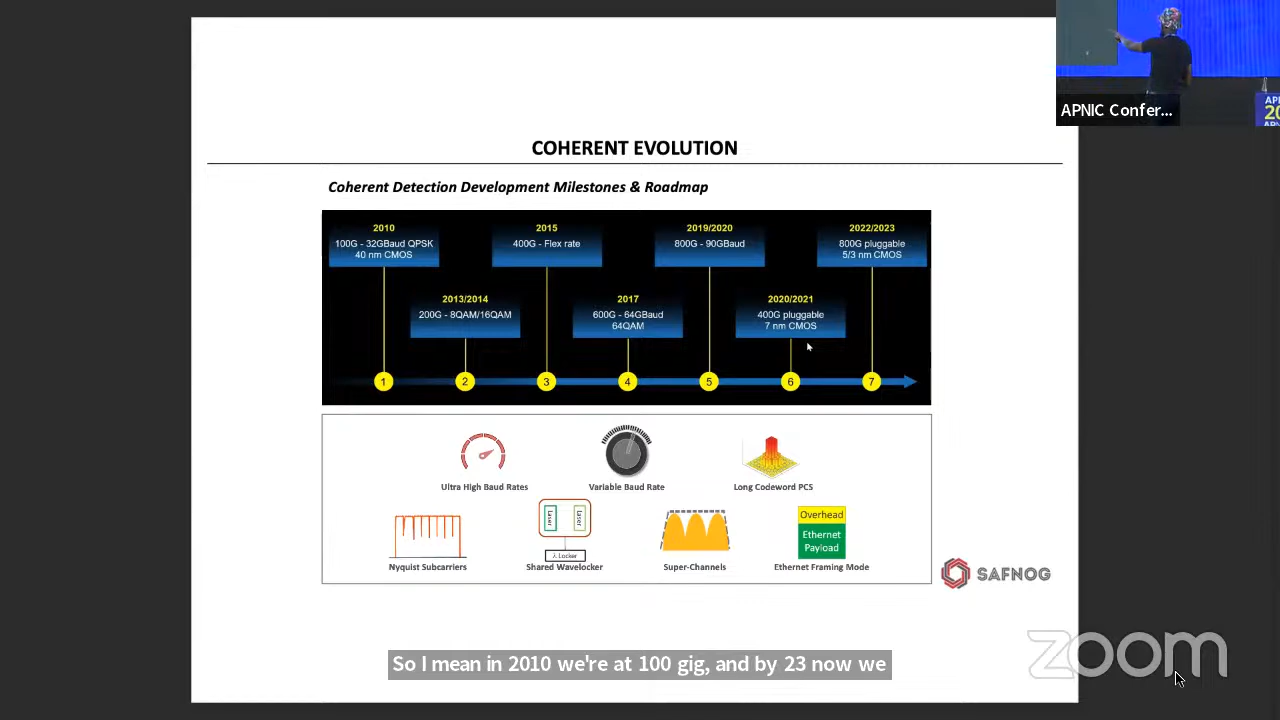 APNIC Confer...
COHERENT EVOLUTION
Coherent Detection Development Milestones & Roadmap
2010
100G - 32GBaud QPSK
40 nm CMOS
2015
400G - Flex rate
2019/2020
800G - 90GBaud
2022/2023
800G pluggable
5/3 nm CMOS
2013/2014
200G - 8QAM/16QAM
2017
600G - 64GBaud
64QAM
2020/2021
400G pluggable
7 nm CMOS
1
2
3
4
5
6
7
Ultra High Baud Rates
Variable Baud Rate
Long Codeword PCS
Laser
Laser
λ Locker
Overhead
Ethernet
Payload
Nyquist Subcarriers
Shared Wavelocker
Super-Channels
Ethernet Framing Mode
SAFNOG
So I mean in 2010 we're at 100 gig, and by 23 now we
zoom